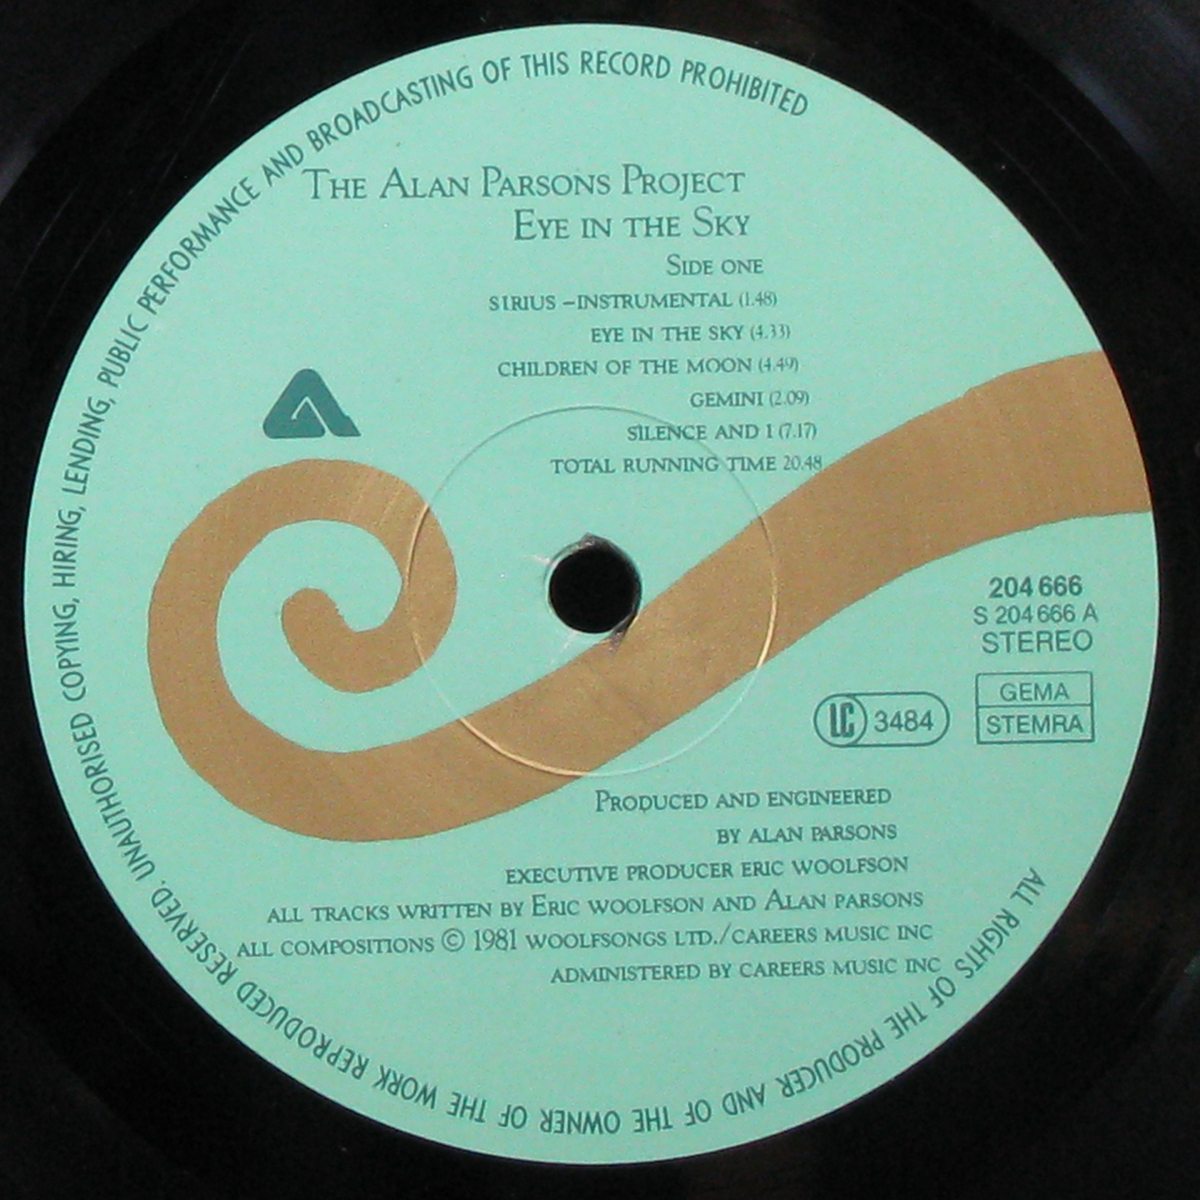 ALL RIGHTS OF THE PRODUCER AND OF THE OWNER OF THE WORK REPRODUCED RESERVED. UNAUTHORISED COPYING, HIRING, LENDING, PUBLIC PERFORMANCE AND BROADCASTING OF THIS RECORD PROHIBITED
THE ALAN PARSONS PROJECT
EYE IN THE SKY
SIDE ONE
SIRIUS –INSTRUMENTAL (1.48)
EYE IN THE SKY (4.33)
CHILDREN OF THE MOON (4.49)
GEMINI (2.09)
SILENCE AND I (7.17)
TOTAL RUNNING TIME 20.48
204 666
S 204 666 A
STEREO
LC 3484
GEMA
STEMRA
PRODUCED AND ENGINEERED
BY ALAN PARSONS
EXECUTIVE PRODUCER ERIC WOOLFSON
ALL TRACKS WRITTEN BY ERIC WOOLFSON AND ALAN PARSONS
ALL COMPOSITIONS © 1981 WOOLFSONGS LTD./CAREERS MUSIC INC
ADMINISTERED BY CAREERS MUSIC INC